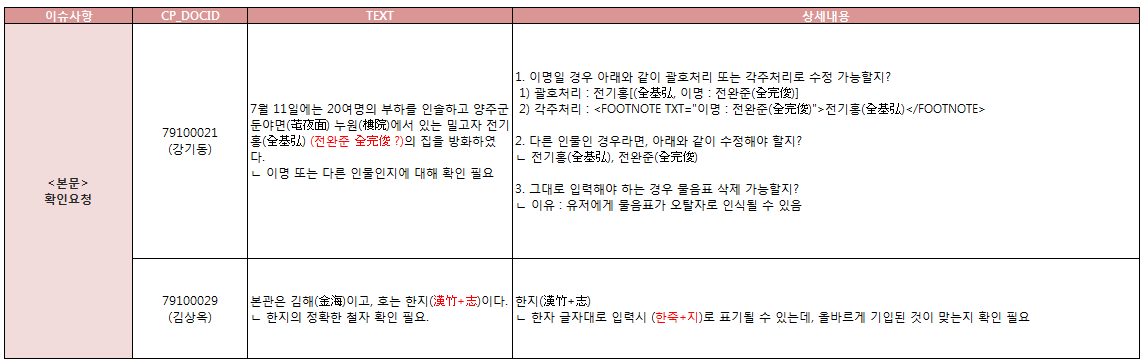 이슈사항 CP_DOCID TEXT 상세내용
<본문>
확인요청
79100021
(강기동)
7월 11일에는 20여명의 부하를 인솔하고 양주군
둔야면(芚夜面) 누원(樓院)에서 있는 밀고자 전기
홍(全基弘) (전완준 全完俊 ?)의 집을 방화하였
다.
ㄴ 이명 또는 다른 인물인지에 대해 확인 필요
1. 이명일 경우 아래와 같이 괄호처리 또는 각주처리로 수정 가능할지?
1) 괄호처리 : 전기홍[(全基弘, 이명 : 전완준(全完俊)]
2) 각주처리 : <FOOTNOTE TXT="이명 : 전완준(全完俊)">전기홍(全基弘)</FOOTNOTE>
2. 다른 인물인 경우라면, 아래와 같이 수정해야 할지?
ㄴ 전기홍(全基弘), 전완준(全完俊)
3. 그대로 입력해야 하는 경우 물음표 삭제 가능할지?
ㄴ 이유 : 유저에게 물음표가 오탈자로 인식될 수 있음
79100029
(김상옥)
본관은 김해(金海)이고, 호는 한지(漢竹+志)이다.
ㄴ 한지의 정확한 철자 확인 필요.
한지(漢竹+志)
ㄴ 한자 글자대로 입력시 (한죽+지)로 표기될 수 있는데, 올바르게 기입된 것이 맞는지 확인 필요